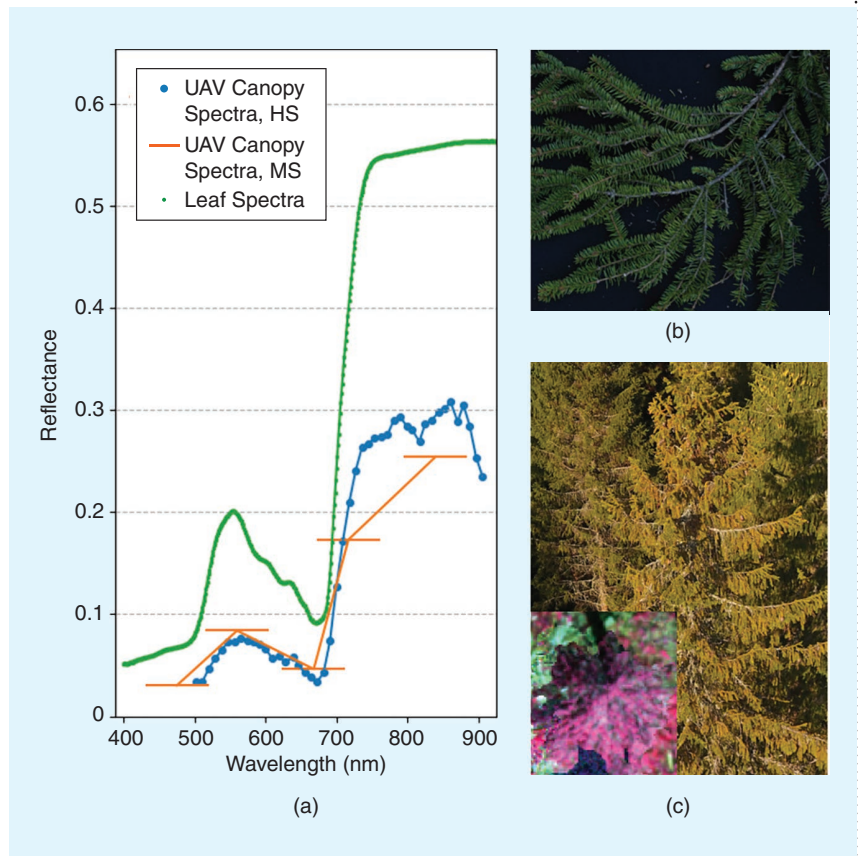 UAV Canopy
Spectra, HS
UAV Canopy
Spectra, MS
Leaf Spectra
0.6
0.5
0.4
0.3
0.2
0.1
0
Reflectance
400 500 600 700 800 900
Wavelength (nm)
(a)
(b)
(c)